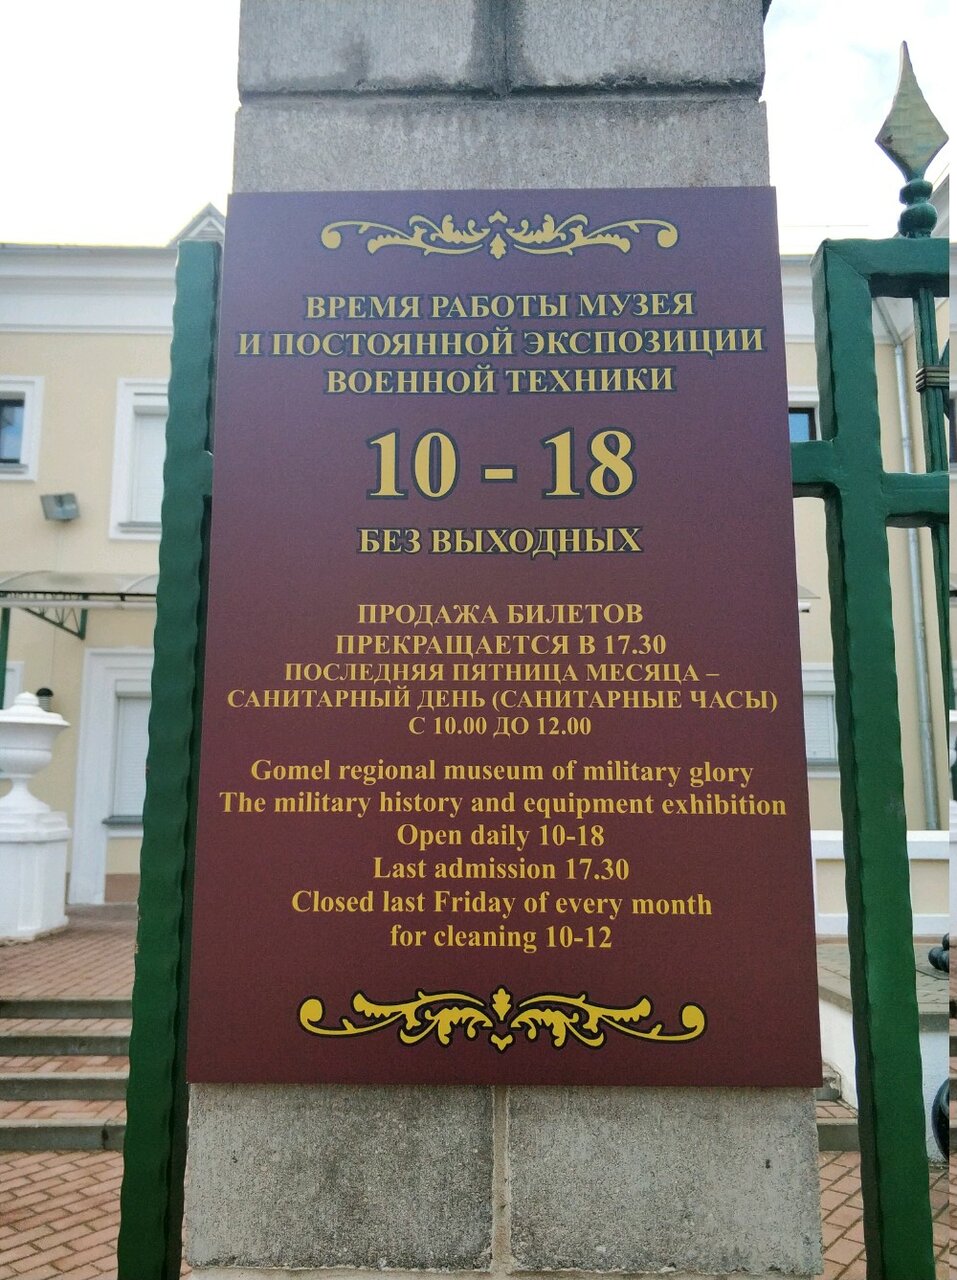 ВРЕМЯ РАБОТЫ МУЗЕЯ
И ПОСТОЯННОЙ ЭКСПОЗИЦИИ
ВОЕННОЙ ТЕХНИКИ
10 - 18
БЕЗ ВЫХОДНЫХ
ПРОДАЖА БИЛЕТОВ
ПРЕКРАЩАЕТСЯ В 17.30
ПОСЛЕДНЯЯ ПЯТНИЦА МЕСЯЦА –
САНИТАРНЫЙ ДЕНЬ (САНИТАРНЫЕ ЧАСЫ)
С 10.00 ДО 12.00
Gomel regional museum of military glory
The military history and equipment exhibition
Open daily 10-18
Last admission 17.30
Closed last Friday of every month
for cleaning 10-12